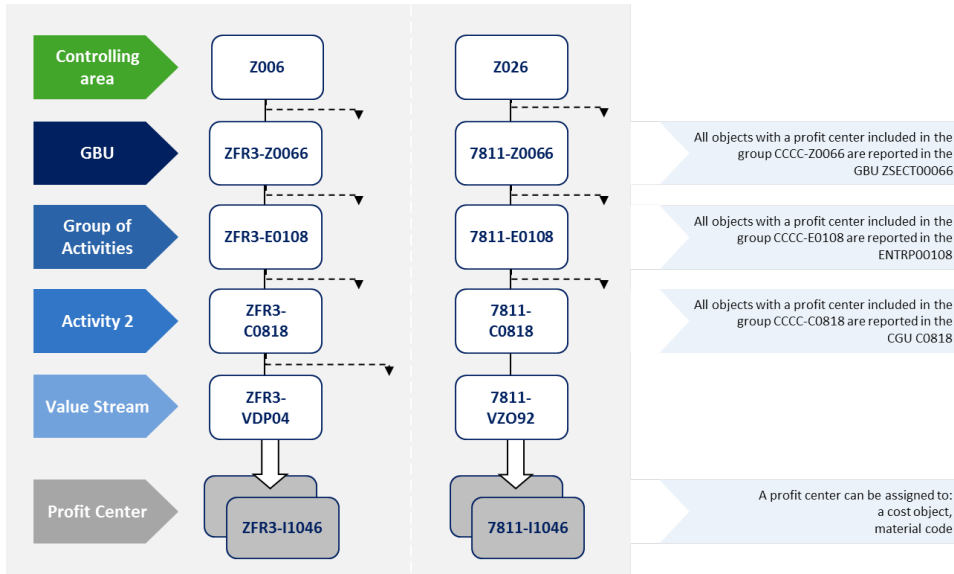 Controlling
area
Z006
Z026
GBU
ZFR3-Z0066
7811-Z0066
All objects with a profit center included in the
group CCCC-Z0066 are reported in the
GBU ZSECT00066
Group of
Activities
ZFR3-E0108
7811-E0108
All objects with a profit center included in the
group CCCC-E0108 are reported in the
ENTRP00108
Activity 2
ZFR3-
C0818
7811-
C0818
All objects with a profit center included in the
group CCCC-C0818 are reported in the
CGU C0818
Value Stream
ZFR3-
VDP04
7811-
VZO92
Profit Center
ZFR3-I1046
7811-I1046
A profit center can be assigned to:
a cost object,
material code